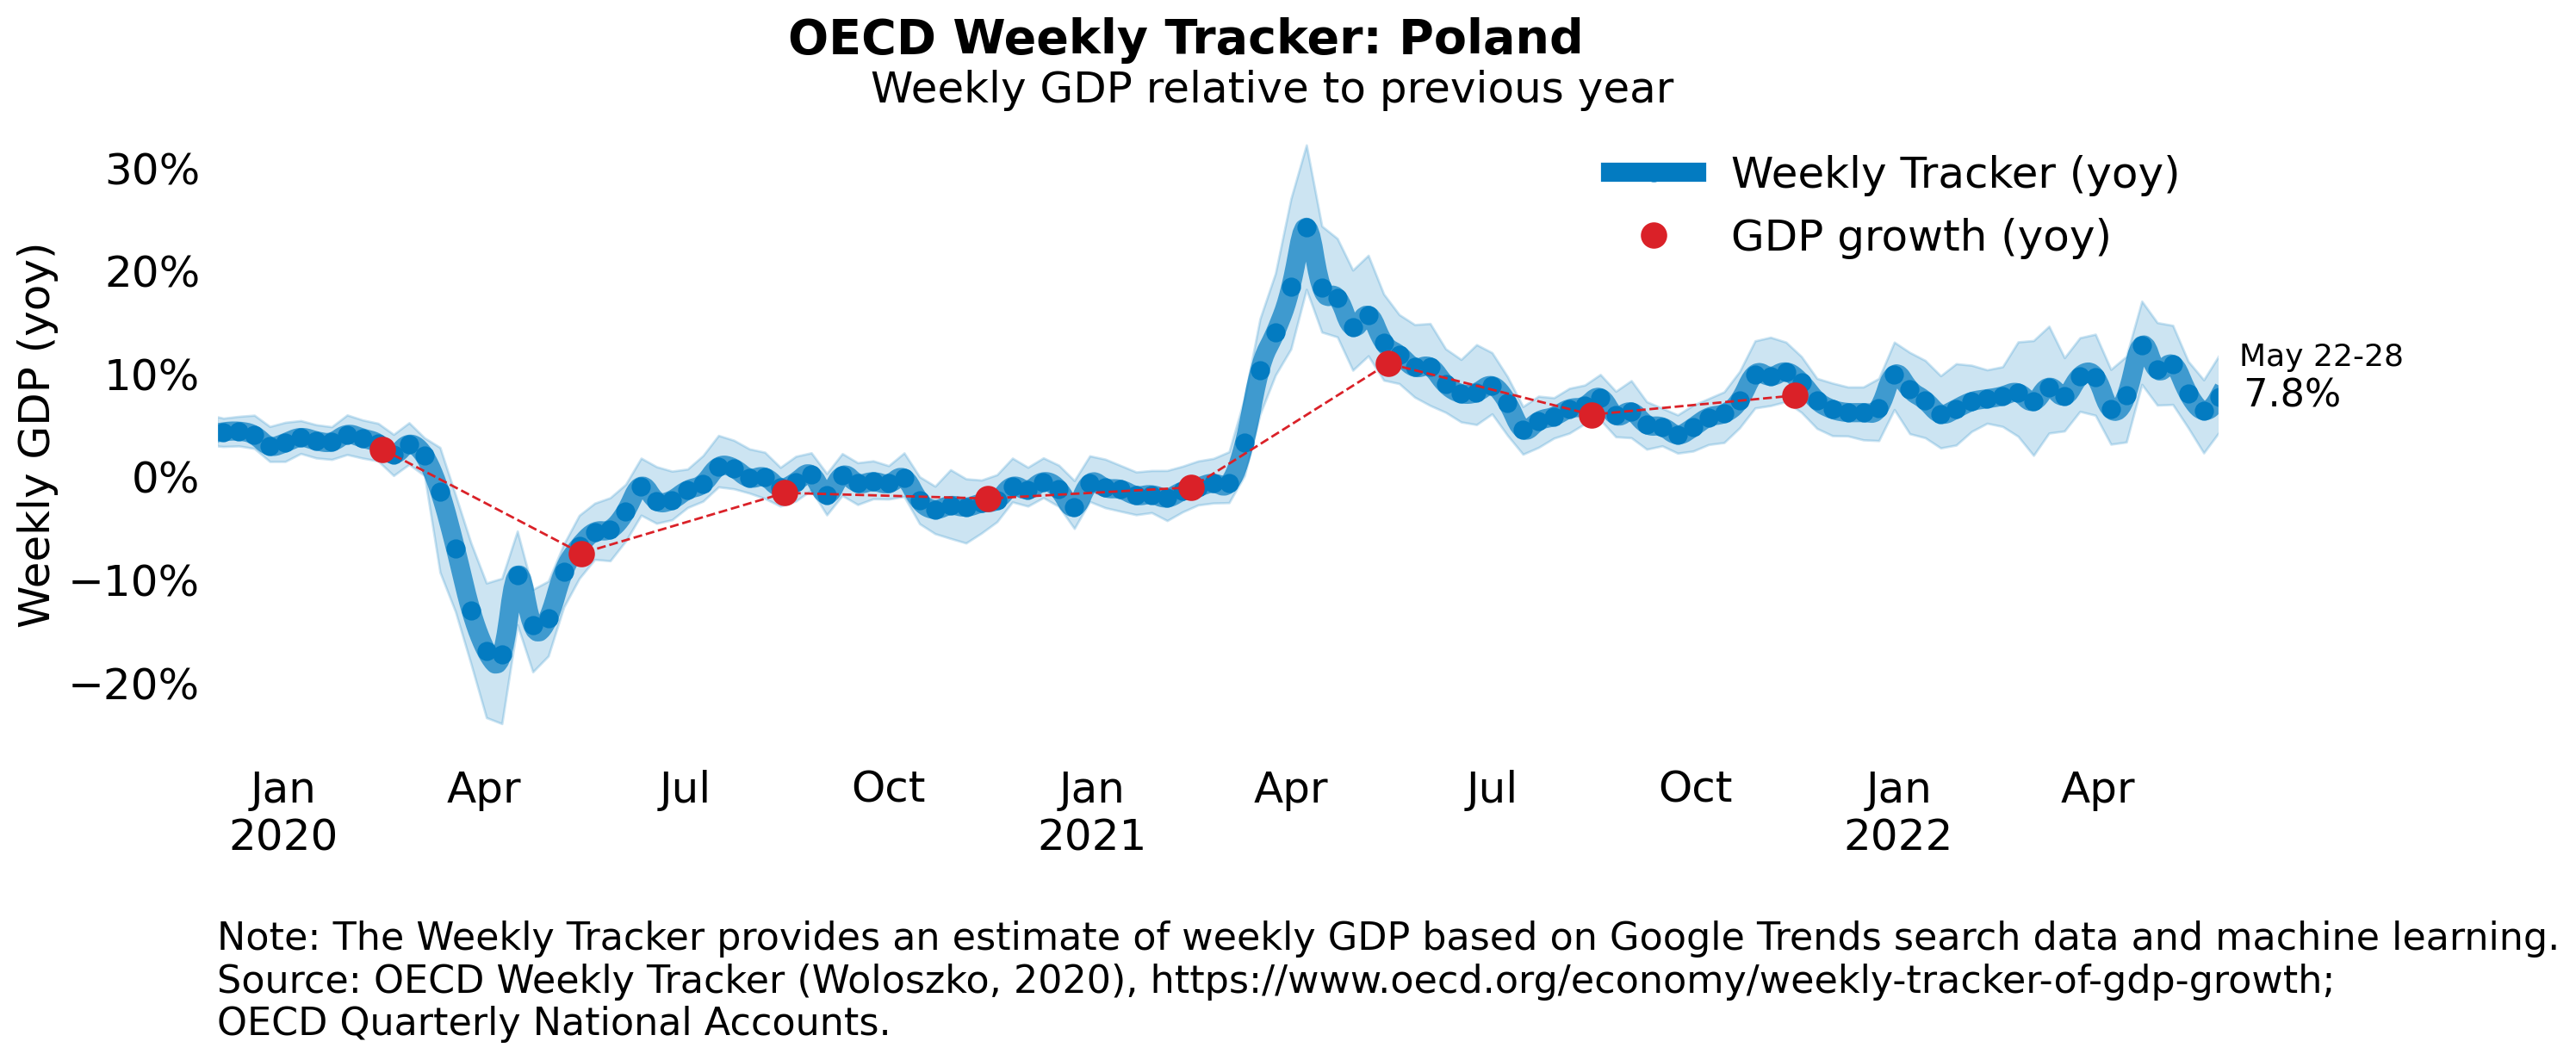 OECD Weekly Tracker: Poland
Weekly GDP relative to previous year
Weekly GDP (yoy)
30%
20%
10%
0%
−10%
−20%
Weekly Tracker (yoy)
GDP growth (yoy)
May 22-28
7.8%
Jan Apr Jul Oct Jan Apr Jul Oct Jan Apr
2020 2021 2022
Note: The Weekly Tracker provides an estimate of weekly GDP based on Google Trends search data and machine learning.
Source: OECD Weekly Tracker (Woloszko, 2020), https://www.oecd.org/economy/weekly-tracker-of-gdp-growth;
OECD Quarterly National Accounts.